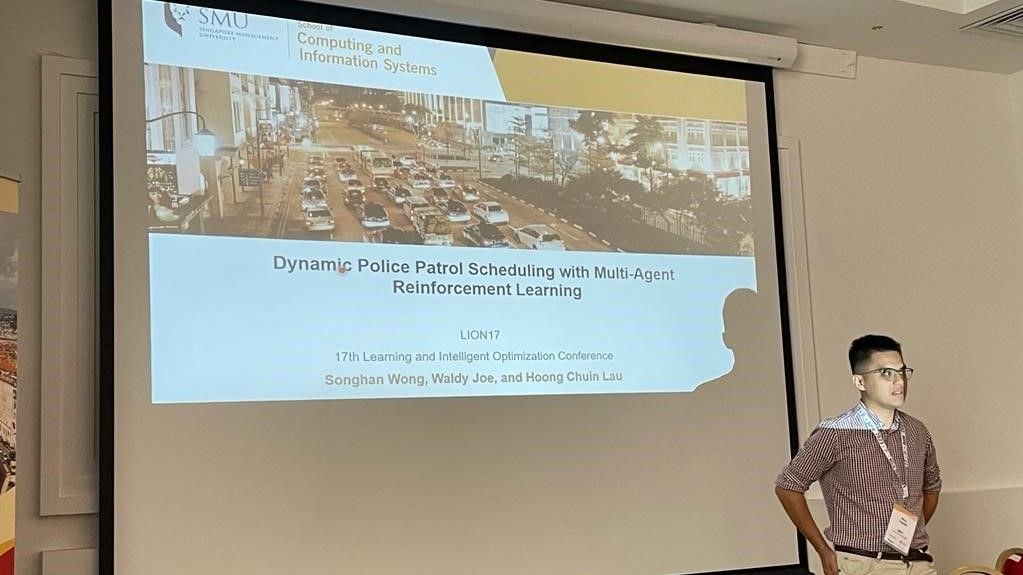 SMU
SINGAPORE MANAGEMENT
UNIVERSITY
School of
Computing and
Information Systems
Dynamic Police Patrol Scheduling with Multi-Agent
Reinforcement Learning
LION17
17th Learning and Intelligent Optimization Conference
Songhan Wong, Waldy Joe, and Hoong Chuin Lau